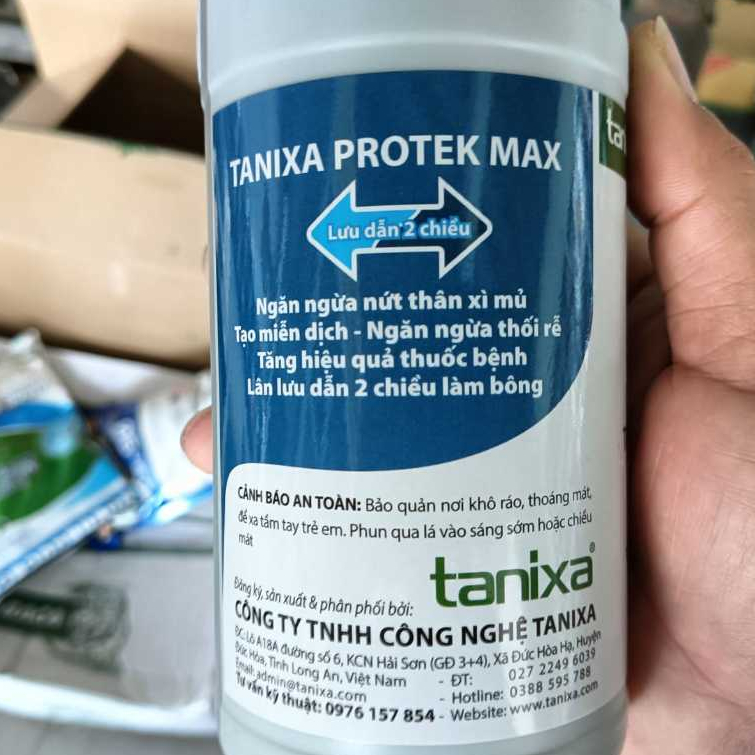 TANIXA PROTEK MAX
Lưu dẫn 2 chiều
Ngăn ngừa nứt thân xì mủ
Tạo miễn dịch - Ngăn ngừa thối rễ
Tăng hiệu quả thuốc bệnh
Lân lưu dẫn 2 chiều làm bông
CẢNH BÁO AN TOÀN: Bảo quản nơi khô ráo, thoáng mát,
để xa tầm tay trẻ em. Phun qua lá vào sáng sớm hoặc chiều
mát
tanixa®
Đăng ký, sản xuất & phân phối bởi:
CÔNG TY TNHH CÔNG NGHỆ TANIXA
ĐC: Lô A18A đường số 6, KCN Hải Sơn (GĐ 3+4), Xã Đức Hòa Hạ, Huyện
Đức Hòa, Tỉnh Long An, Việt Nam - ĐT: 027 2249 6039
Email: admin@tanixa.com - Hotline: 0388 595 788
Tư vấn kỹ thuật: 0976 157 854 - Website: www.tanixa.com